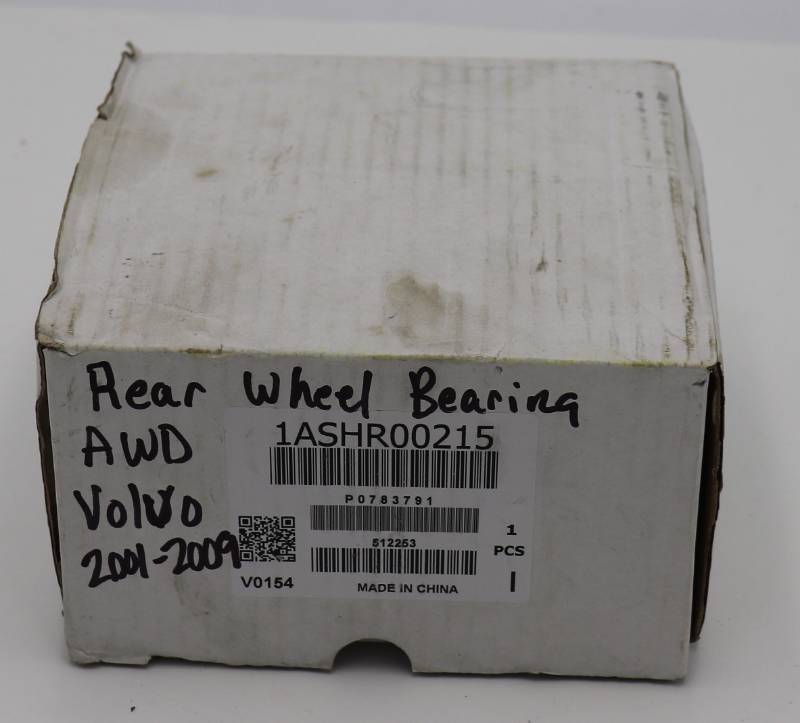 Rear Wheel Bearing
AWD
Volvo
2001-2009
1ASHR00215
P0783791
512253
1
PCS
V0154
MADE IN CHINA
I